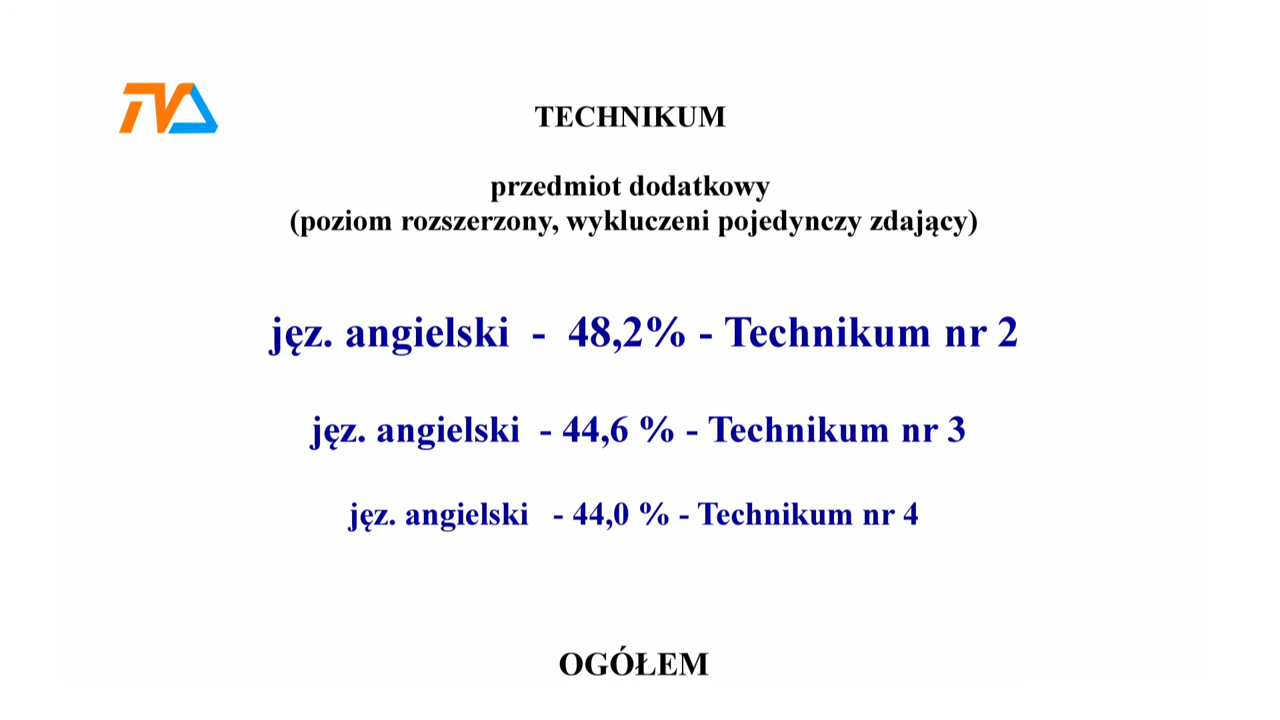 TVD
TECHNIKUM
przedmiot dodatkowy
(poziom rozszerzony, wykluczeni pojedynczy zdający)
jęz. angielski - 48,2% - Technikum nr 2
jęz. angielski - 44,6 % - Technikum nr 3
jęz. angielski - 44,0 % - Technikum nr 4
OGÓŁEM